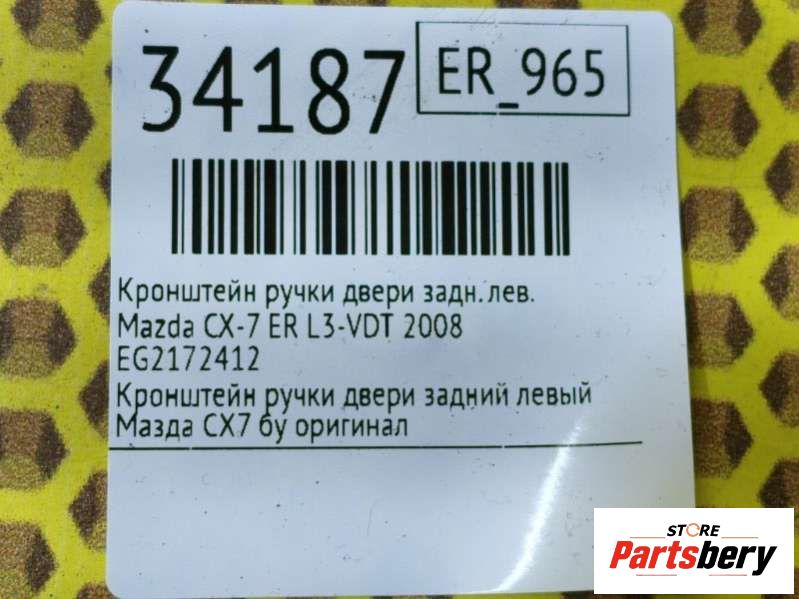 34187
ER_965
Кронштейн ручки двери задн.лев.
Mazda CX-7 ER L3-VDT 2008
EG2172412
Кронштейн ручки двери задний левый
Мазда СХ7 бу оригинал
STORE
Partsbery